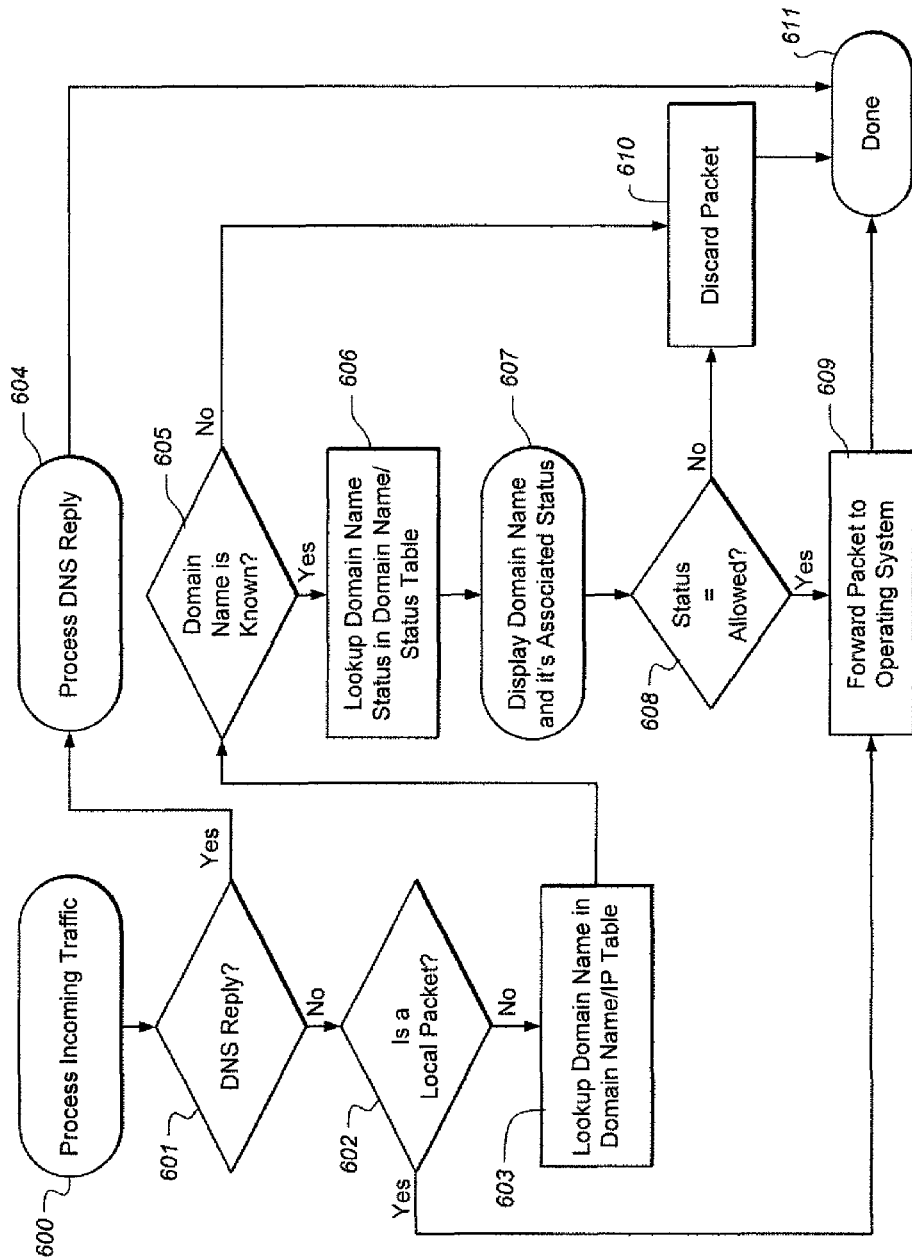 600
Process Incoming Traffic
601
DNS Reply?
Yes
No
602
Is a
Local Packet?
Yes
No
603
Lookup Domain Name in
Domain Name/IP Table
604
Process DNS Reply
605
Domain
Name is
Known?
No
Yes
606
Lookup Domain Name
Status in Domain Name/
Status Table
607
Display Domain Name
and it's Associated Status
608
Status
=
Allowed?
No
Yes
609
Forward Packet to
Operating System
610
Discard Packet
611
Done